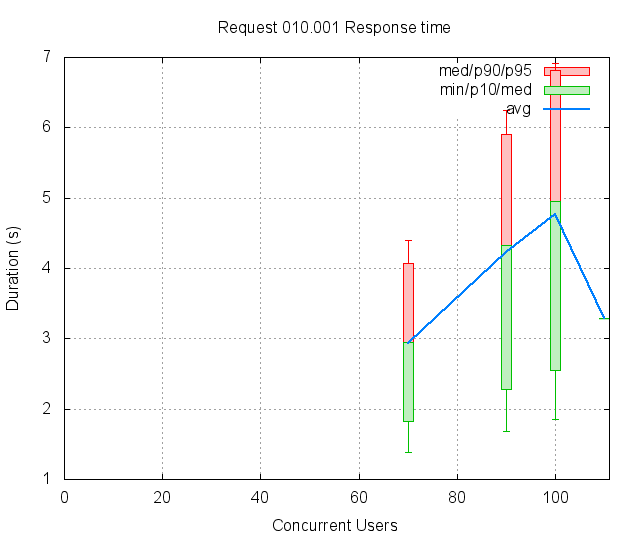 Request 010.001 Response time
med/p90/p95
min/p10/med
avg
7
6
5
4
3
2
1
Duration (s)
0 20 40 60 80 100
Concurrent Users